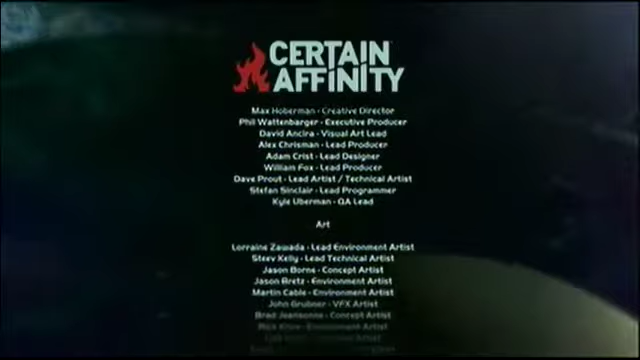 CERTAIN
AFFINITY
Max Hoberman - Creative Director
Phil Wattenbarger - Executive Producer
David Ancira - Visual Art Lead
Alex Chrisman - Lead Producer
Adam Crist - Lead Designer
William Fox - Lead Producer
Dave Prout - Lead Artist / Technical Artist
Stefan Sinclair - Lead Programmer
Kyle Uberman - QA Lead
Art
Lorraine Zawada - Lead Environment Artist
Steev Kelly - Lead Technical Artist
Jason Borne - Concept Artist
Jason Bretz - Environment Artist
Martin Cable - Environment Artist
John Grubner - VFX Artist
Brad Jeansonne - Concept Artist
Environment Artist